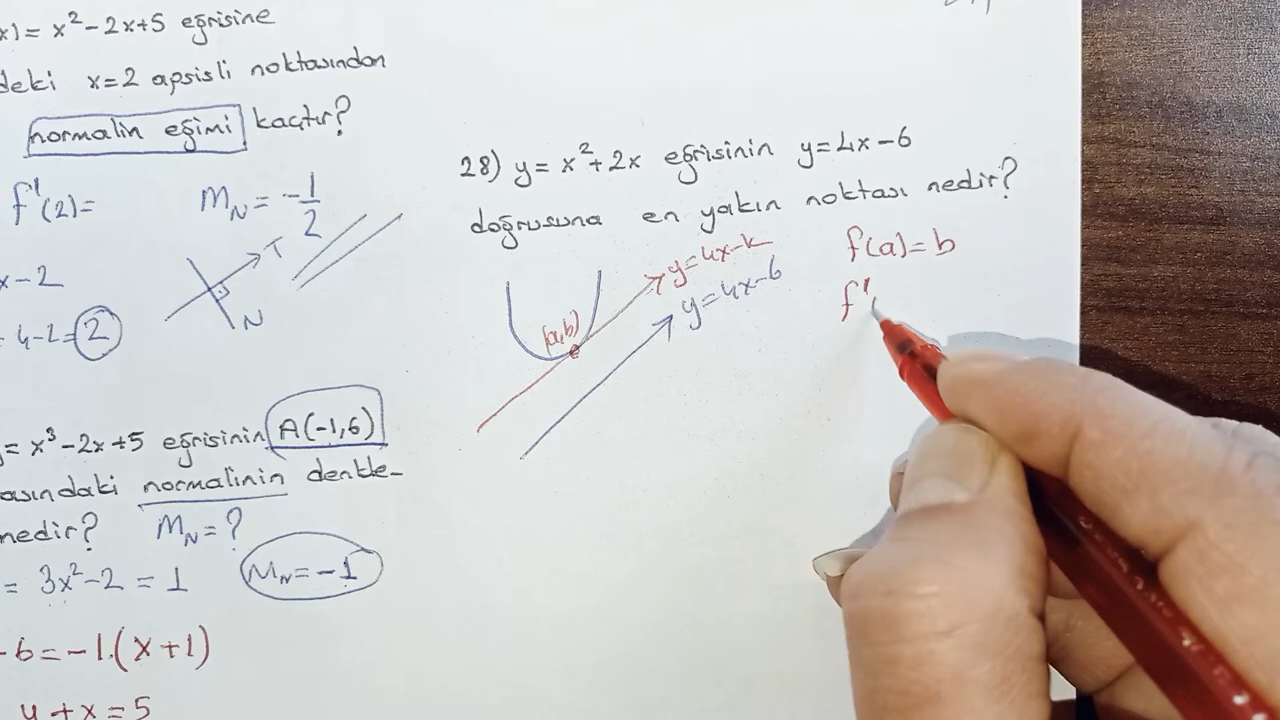 x) = x² - 2x + 5 eğrisine
deki x=2 apsisli noktasından
normalin eğimi kaçtır?
f'(2)= M_N = -1/2
x-2
T
N
= 4-2 = 2
= x³ - 2x + 5 eğrisinin A(-1,6)
asındaki normalinin denkle-
nedir? M_N = ?
= 3x² - 2 = 1 M_N = -1
-6 = -1.(x+1)
y + x = 5
28) y = x² + 2x eğrisinin y = 4x - 6
doğrusuna en yakın noktası nedir?
y = 4x - k f(a) = b
y = 4x - 6 f'(
(a,b)